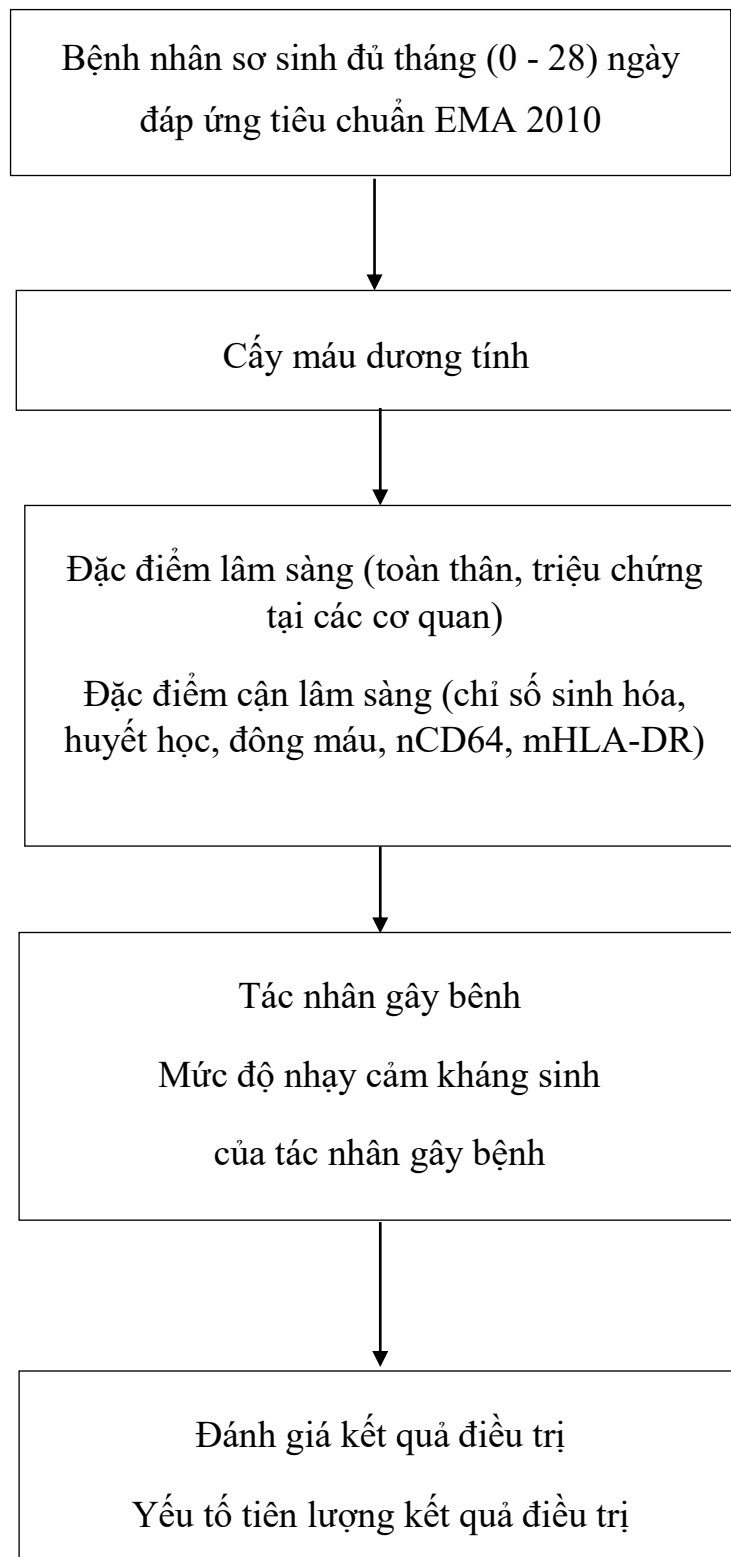 Bệnh nhân sơ sinh đủ tháng (0 - 28) ngày
đáp ứng tiêu chuẩn EMA 2010
Cấy máu dương tính
Đặc điểm lâm sàng (toàn thân, triệu chứng
tại các cơ quan)
Đặc điểm cận lâm sàng (chỉ số sinh hóa,
huyết học, đông máu, nCD64, mHLA-DR)
Tác nhân gây bênh
Mức độ nhạy cảm kháng sinh
của tác nhân gây bệnh
Đánh giá kết quả điều trị
Yếu tố tiên lượng kết quả điều trị